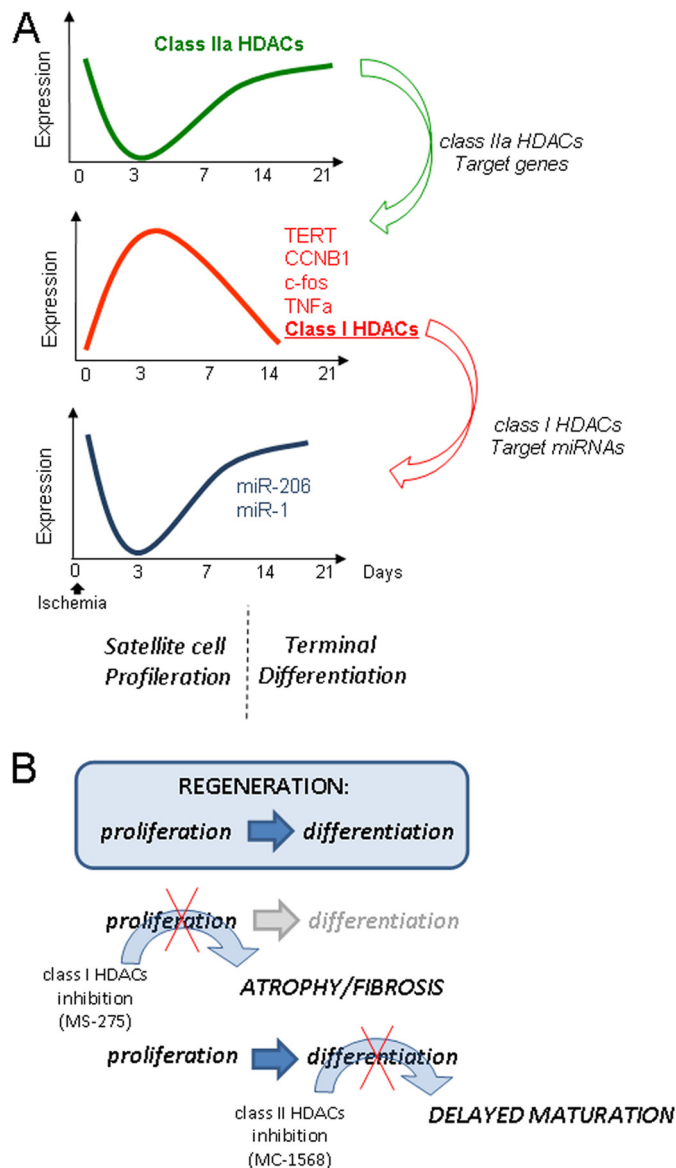 A
Class IIa HDACs
Expression
0 3 7 14 21
class IIa HDACs
Target genes
Expression
TERT
CCNB1
c-fos
TNFa
Class I HDACs
0 3 7 14 21
class I HDACs
Target miRNAs
Expression
miR-206
miR-1
0 3 7 14 21 Days
Ischemia
Satellite cell
Profileration
Terminal
Differentiation
B
REGENERATION:
proliferation differentiation
proliferation differentiation
class I HDACs
inhibition
(MS-275)
ATROPHY/FIBROSIS
proliferation differentiation
class II HDACs
inhibition
(MC-1568)
DELAYED MATURATION